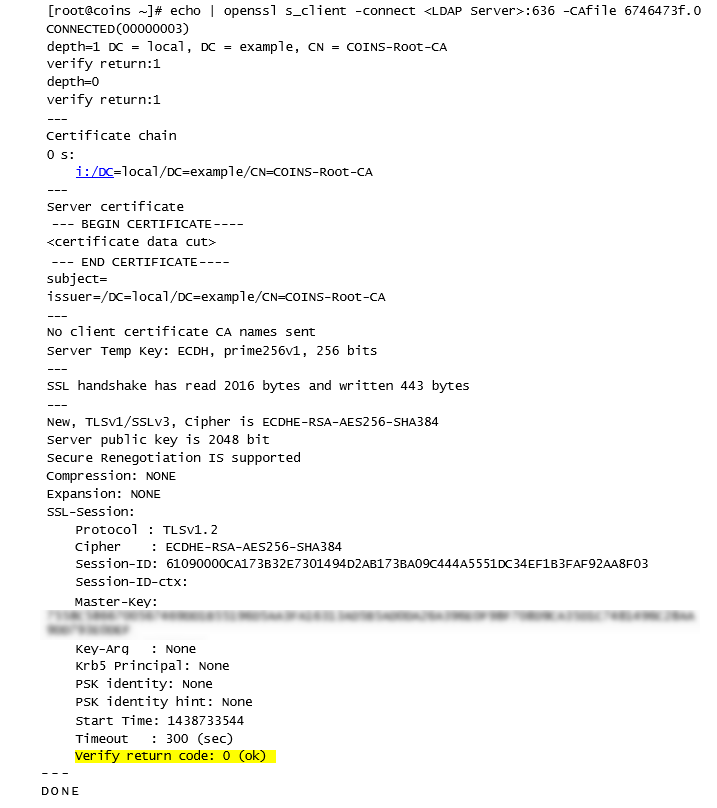 [root@coins ~]# echo | openssl s_client -connect <LDAP Server>:636 -CAfile 6746473f.0
CONNECTED(00000003)
depth=1 DC = local, DC = example, CN = COINS-Root-CA
verify return:1
depth=0
verify return:1
---
Certificate chain
0 s:
i:/DC=local/DC=example/CN=COINS-Root-CA
---
Server certificate
--- BEGIN CERTIFICATE----
<certificate data cut>
--- END CERTIFICATE----
subject=
issuer=/DC=local/DC=example/CN=COINS-Root-CA
---
No client certificate CA names sent
Server Temp Key: ECDH, prime256v1, 256 bits
---
SSL handshake has read 2016 bytes and written 443 bytes
---
New, TLSv1/SSLv3, Cipher is ECDHE-RSA-AES256-SHA384
Server public key is 2048 bit
Secure Renegotiation IS supported
Compression: NONE
Expansion: NONE
SSL-Session:
Protocol : TLSv1.2
Cipher : ECDHE-RSA-AES256-SHA384
Session-ID: 61090000CA173B32E7301494D2AB173BA09C444A5551DC34EF1B3FAF92AA8F03
Session-ID-ctx:
Master-Key:
Key-Arg : None
Krb5 Principal: None
PSK identity: None
PSK identity hint: None
Start Time: 1438733544
Timeout : 300 (sec)
Verify return code: 0 (ok)
---
DONE